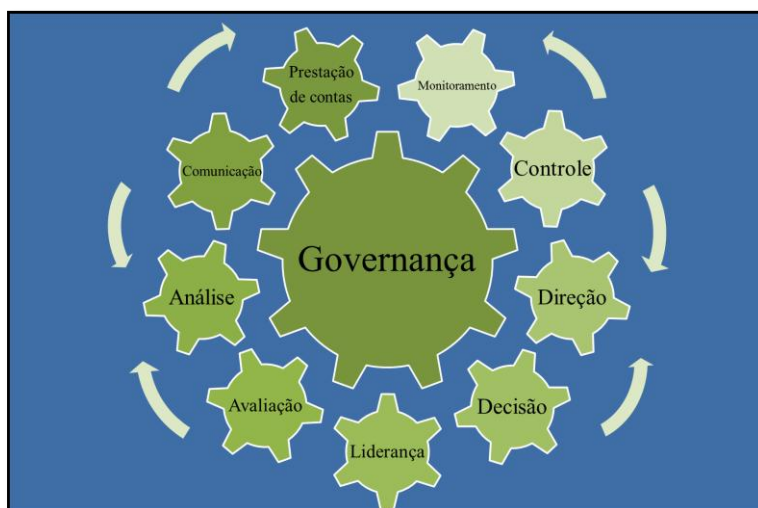 Prestação
de contas
Monitoramento
Comunicação
Controle
Governança
Análise
Direção
Avaliação
Decisão
Liderança